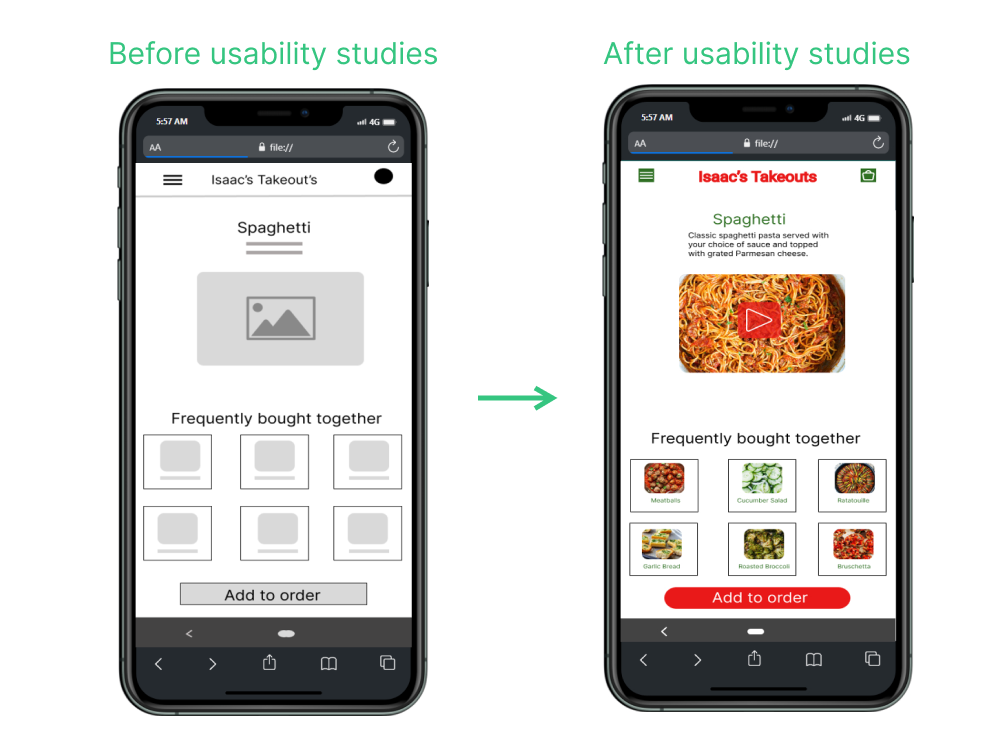 Before usability studies
5:57 AM
4G
AA
file://
Isaac's Takeout's
Spaghetti
Frequently bought together
Add to order
After usability studies
5:57 AM
4G
AA
file://
Isaac's Takeouts
Spaghetti
Classic spaghetti pasta served with
your choice of sauce and topped
with grated Parmesan cheese.
Frequently bought together
Meatballs
Cucumber Salad
Ratatouille
Garlic Bread
Roasted Broccoli
Bruschetta
Add to order